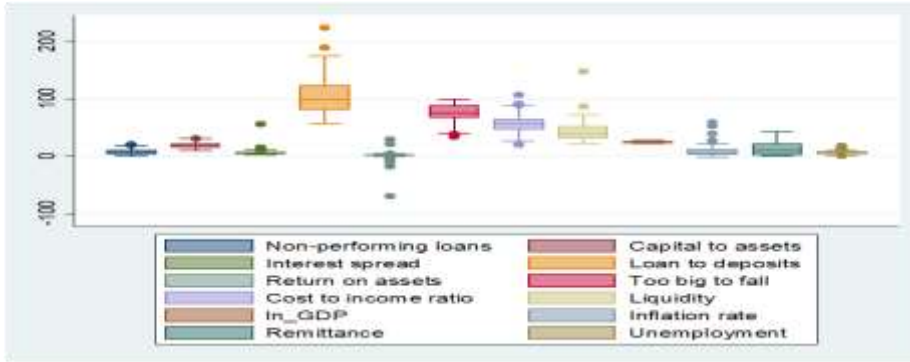 200
100
0
-100
Non-performing loans Capital to assets
Interest spread Loan to deposits
Return on assets Too big to fail
Cost to income ratio Liquidity
ln_GDP Inflation rate
Remittance Unemployment